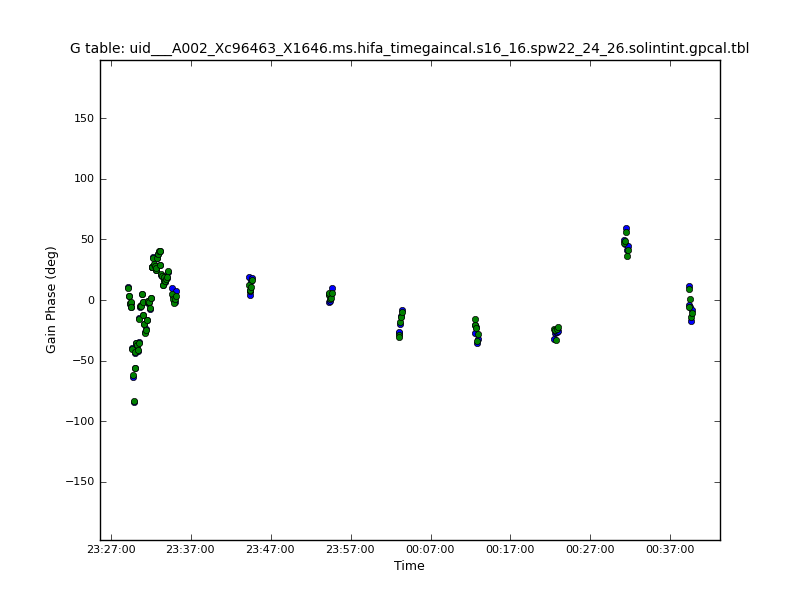 G table: uid___A002_Xc96463_X1646.ms.hifa_timegaincal.s16_16.spw22_24_26.solintint.gpcal.tbl
150
100
50
0
−50
−100
−150
Gain Phase (deg)
23:27:00 23:37:00 23:47:00 23:57:00 00:07:00 00:17:00 00:27:00 00:37:00
Time